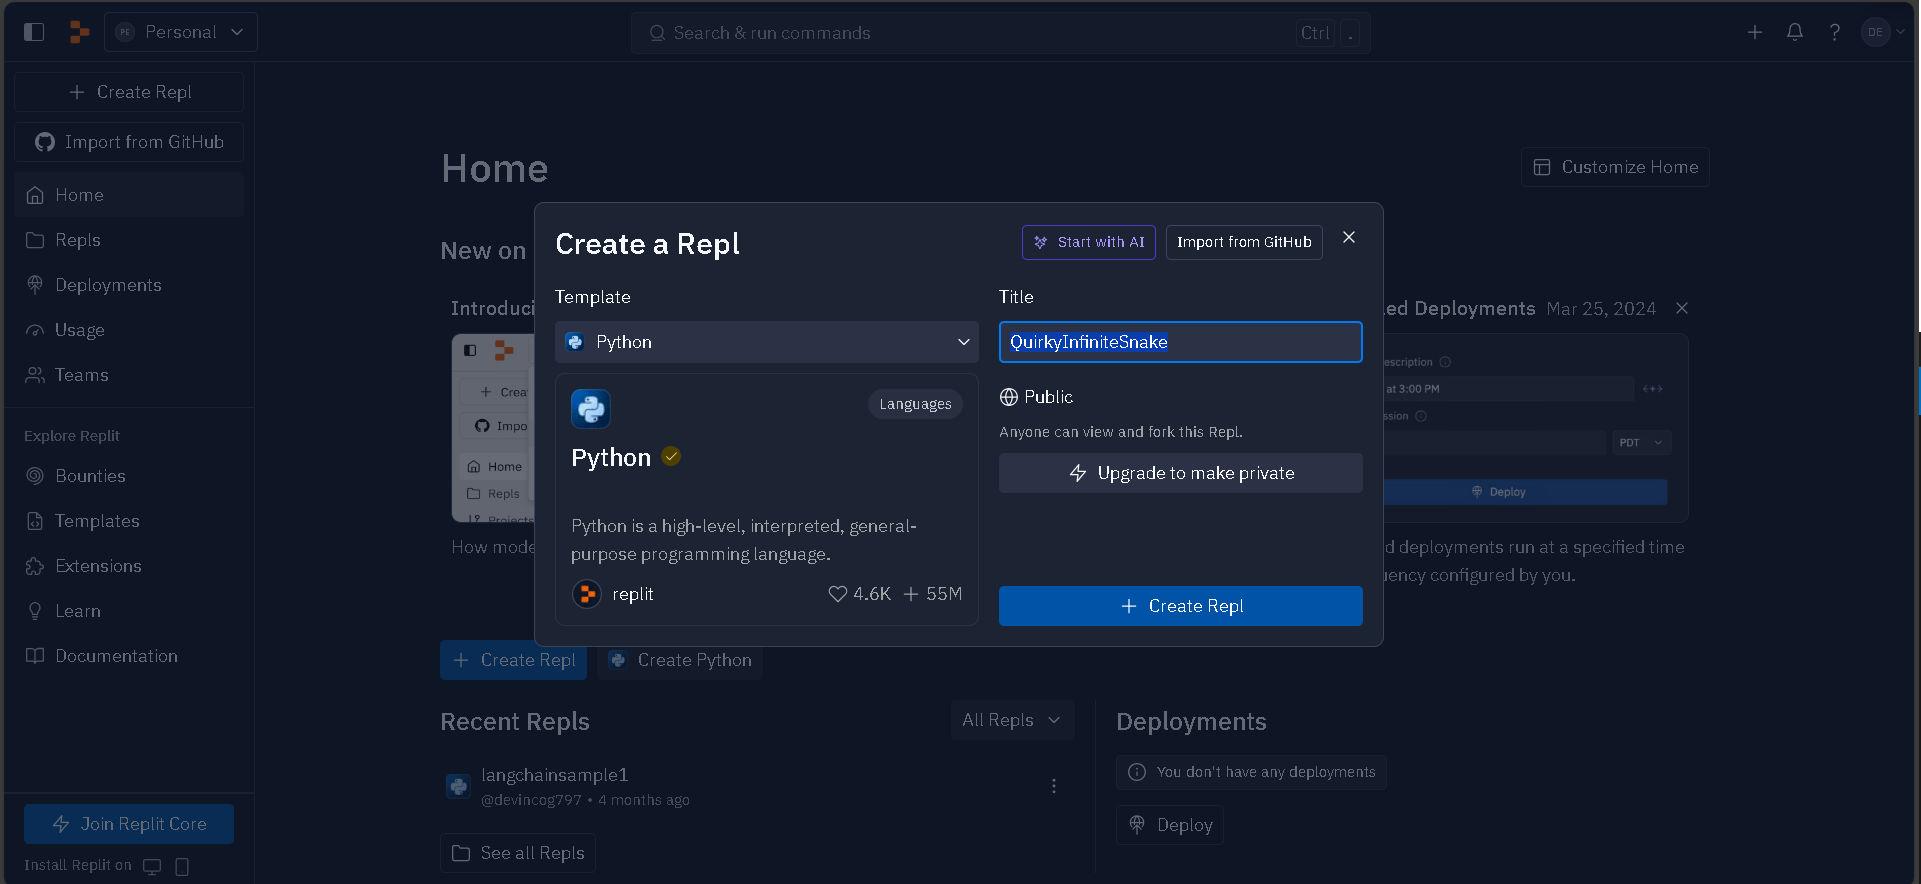 PE Personal
Search & run commands
Ctrl .
?
DE
+ Create Repl
Import from GitHub
Home
Repls
Deployments
Usage
Teams
Explore Replit
Bounties
Templates
Extensions
Learn
Documentation
Join Replit Core
Install Replit on
Home
Customize Home
New on
Introduci
+ Crea
Impo
Home
Repls
Projects
How mode
Create a Repl
Start with AI
Import from GitHub
Template
Python
Languages
Python
Python is a high-level, interpreted, general-
purpose programming language.
replit
4.6K + 55M
Title
QuirkyInfiniteSnake
Public
Anyone can view and fork this Repl.
Upgrade to make private
+ Create Repl
led Deployments Mar 25, 2024
escription
at 3:00 PM
ssion
PDT
Deploy
d deployments run at a specified time
uency configured by you.
+ Create Repl
Create Python
Recent Repls
All Repls
langchainsample1
@devincog797 • 4 months ago
See all Repls
Deployments
You don't have any deployments
Deploy